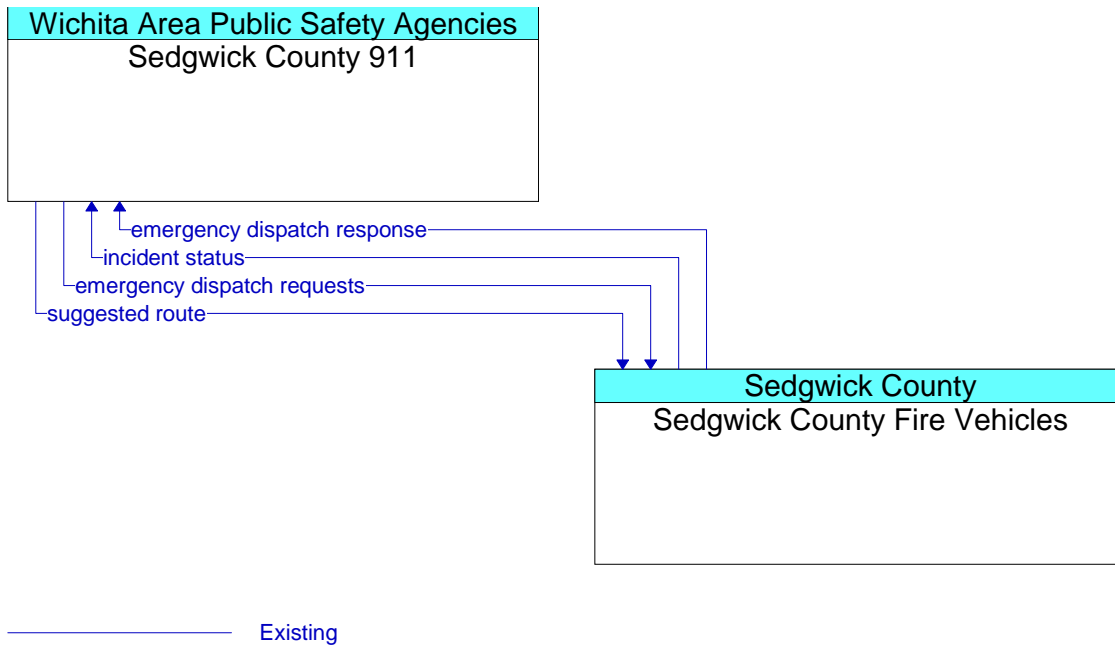 Wichita Area Public Safety Agencies
Sedgwick County 911
emergency dispatch response
incident status
emergency dispatch requests
suggested route
Sedgwick County
Sedgwick County Fire Vehicles
Existing